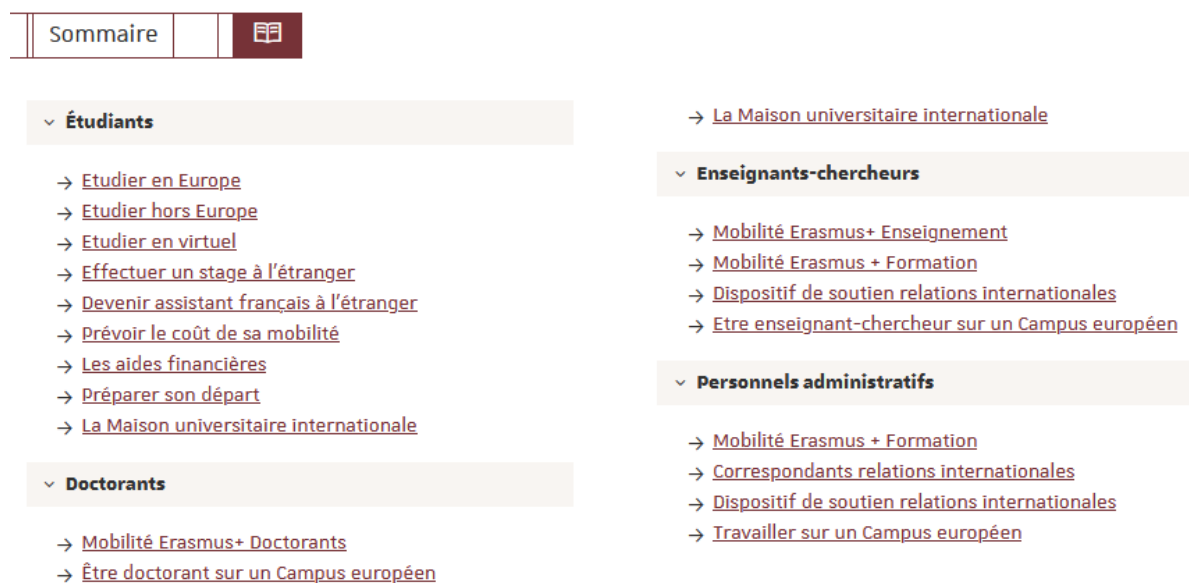 Sommaire
Étudiants
Etudier en Europe
Etudier hors Europe
Etudier en virtuel
Effectuer un stage à l'étranger
Devenir assistant français à l'étranger
Prévoir le coût de sa mobilité
Les aides financières
Préparer son départ
La Maison universitaire internationale
Doctorants
Mobilité Erasmus+ Doctorants
Être doctorant sur un Campus européen
La Maison universitaire internationale
Enseignants-chercheurs
Mobilité Erasmus+ Enseignement
Mobilité Erasmus + Formation
Dispositif de soutien relations internationales
Etre enseignant-chercheur sur un Campus européen
Personnels administratifs
Mobilité Erasmus + Formation
Correspondants relations internationales
Dispositif de soutien relations internationales
Travailler sur un Campus européen